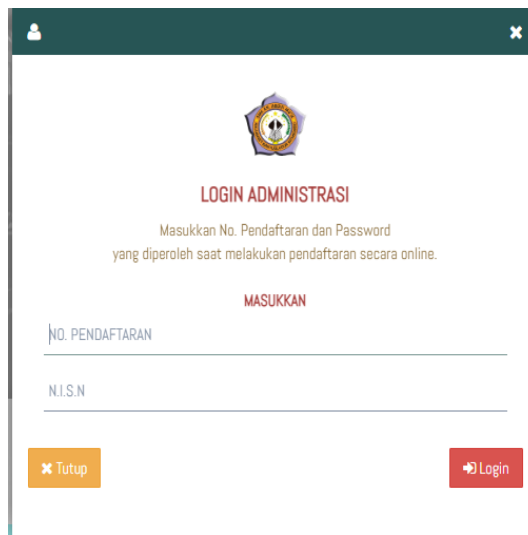 LOGIN ADMINISTRASI
Masukkan No. Pendaftaran dan Password
yang diperoleh saat melakukan pendaftaran secara online.
MASUKKAN
NO. PENDAFTARAN
N.I.S.N
Tutup
Login